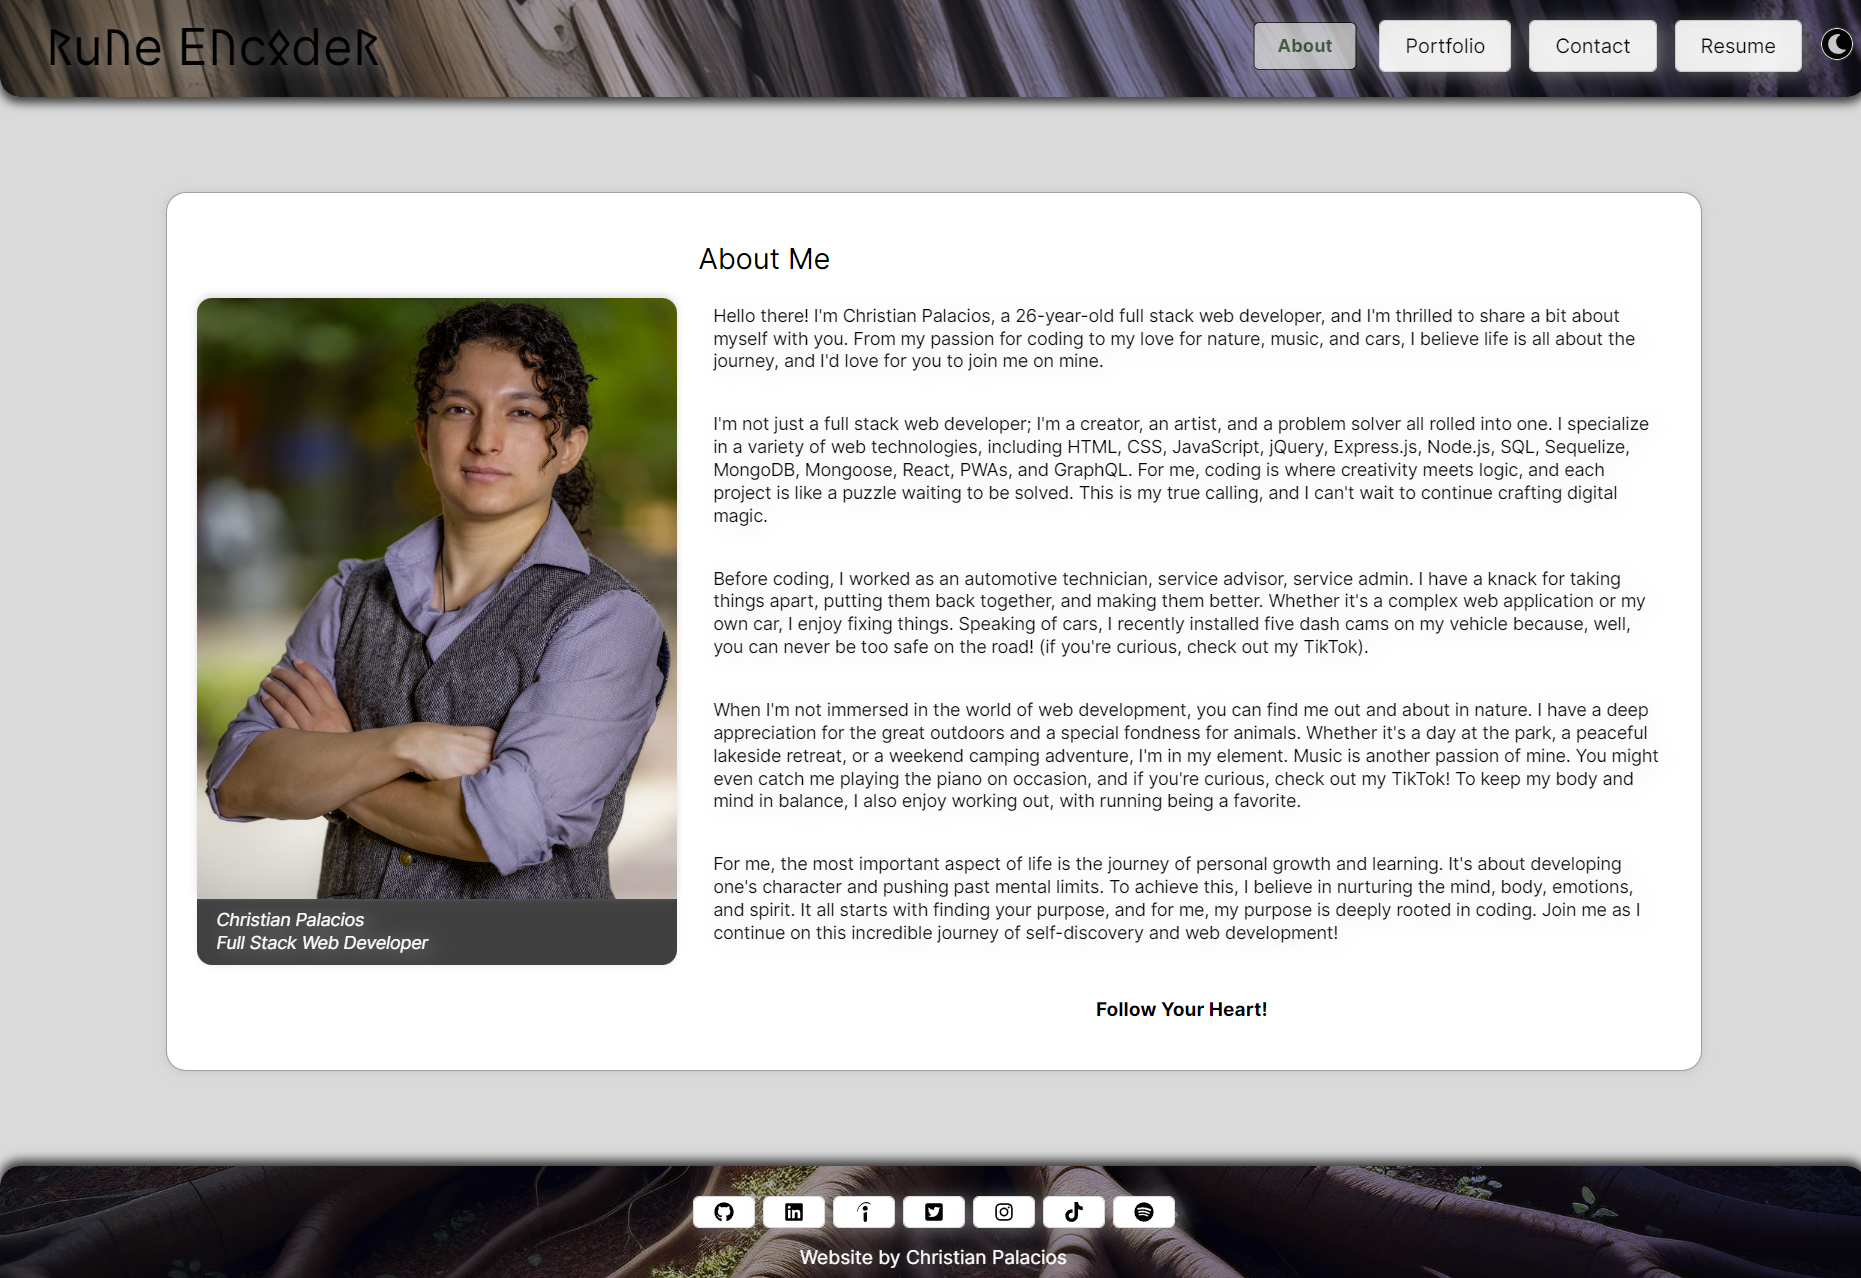 RuNe ENcodeR
About
Portfolio
Contact
Resume
About Me
Hello there! I'm Christian Palacios, a 26-year-old full stack web developer, and I'm thrilled to share a bit about
myself with you. From my passion for coding to my love for nature, music, and cars, I believe life is all about the
journey, and I'd love for you to join me on mine.
I'm not just a full stack web developer; I'm a creator, an artist, and a problem solver all rolled into one. I specialize
in a variety of web technologies, including HTML, CSS, JavaScript, jQuery, Express.js, Node.js, SQL, Sequelize,
MongoDB, Mongoose, React, PWAs, and GraphQL. For me, coding is where creativity meets logic, and each
project is like a puzzle waiting to be solved. This is my true calling, and I can't wait to continue crafting digital
magic.
Before coding, I worked as an automotive technician, service advisor, service admin. I have a knack for taking
things apart, putting them back together, and making them better. Whether it's a complex web application or my
own car, I enjoy fixing things. Speaking of cars, I recently installed five dash cams on my vehicle because, well,
you can never be too safe on the road! (if you're curious, check out my TikTok).
When I'm not immersed in the world of web development, you can find me out and about in nature. I have a deep
appreciation for the great outdoors and a special fondness for animals. Whether it's a day at the park, a peaceful
lakeside retreat, or a weekend camping adventure, I'm in my element. Music is another passion of mine. You might
even catch me playing the piano on occasion, and if you're curious, check out my TikTok! To keep my body and
mind in balance, I also enjoy working out, with running being a favorite.
For me, the most important aspect of life is the journey of personal growth and learning. It's about developing
one's character and pushing past mental limits. To achieve this, I believe in nurturing the mind, body, emotions,
and spirit. It all starts with finding your purpose, and for me, my purpose is deeply rooted in coding. Join me as I
continue on this incredible journey of self-discovery and web development!
Christian Palacios
Full Stack Web Developer
Follow Your Heart!
Website by Christian Palacios